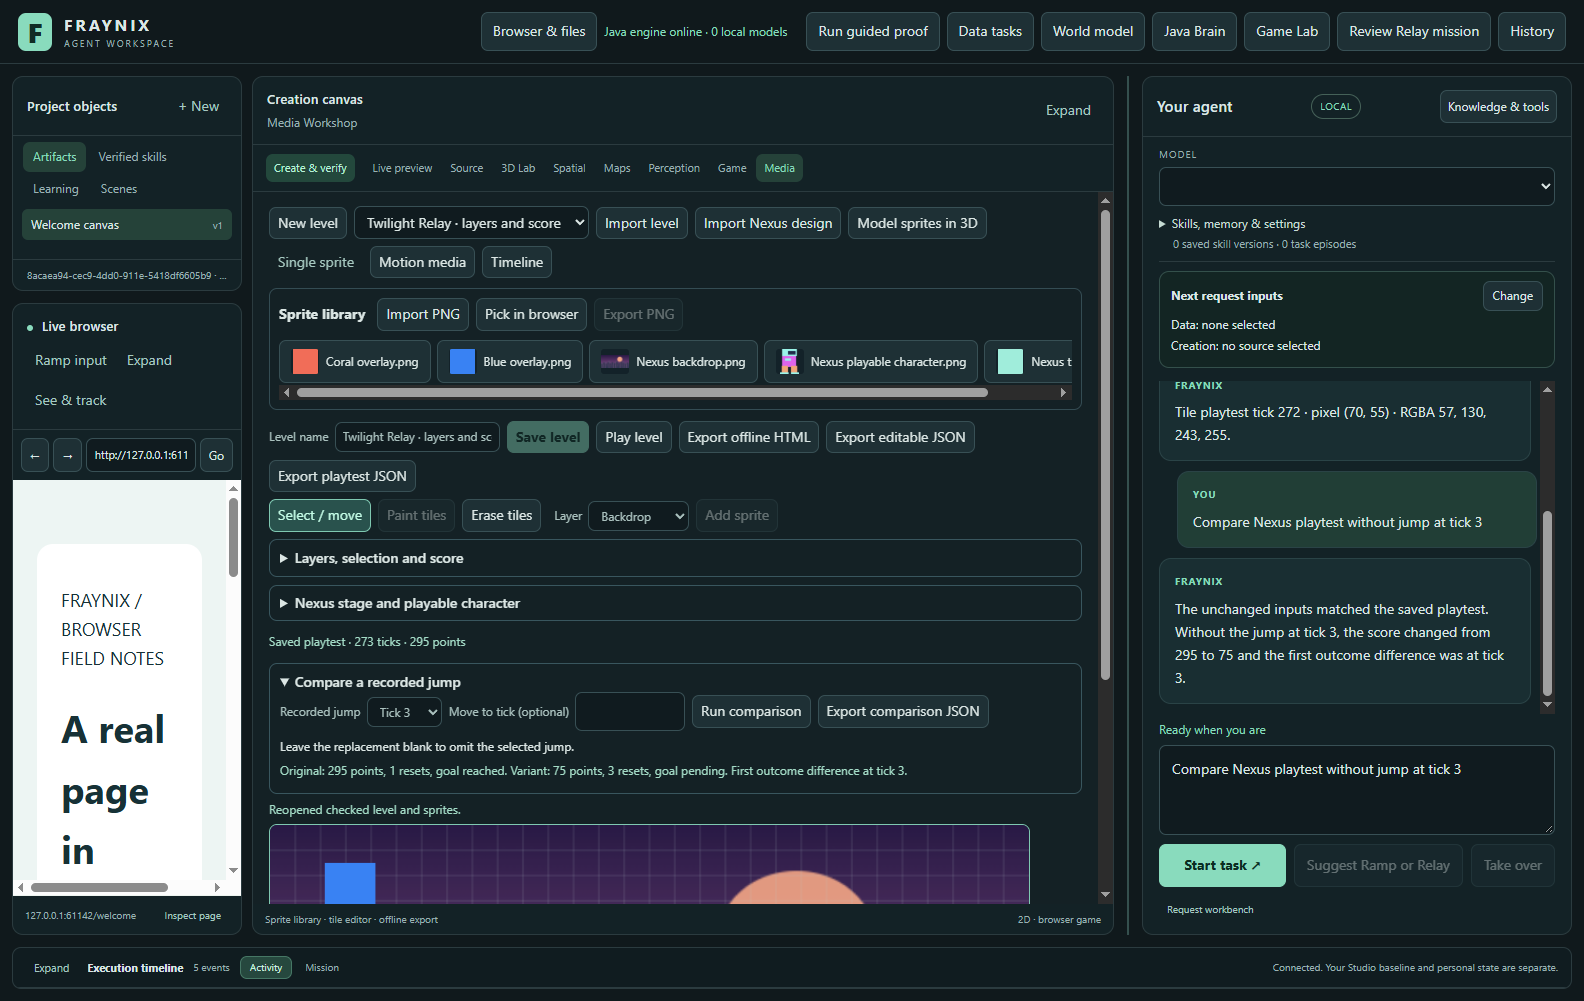 FRAYNIX
AGENT WORKSPACE
Browser & files
Java engine online · 0 local models
Run guided proof
Data tasks
World model
Java Brain
Game Lab
Review Relay mission
History
Project objects
+ New
Artifacts
Verified skills
Learning
Scenes
Welcome canvas
v1
8acaea94-cec9-4dd0-911e-5418df6605b9 · ...
Live browser
Ramp input
Expand
See & track
←
→
http://127.0.0.1:611
Go
FRAYNIX /
BROWSER
FIELD NOTES
A real
page
in
127.0.0.1:61142/welcome
Inspect page
Creation canvas
Media Workshop
Expand
Create & verify
Live preview
Source
3D Lab
Spatial
Maps
Perception
Game
Media
New level
Twilight Relay · layers and score
Import level
Import Nexus design
Model sprites in 3D
Single sprite
Motion media
Timeline
Sprite library
Import PNG
Pick in browser
Export PNG
Coral overlay.png
Blue overlay.png
Nexus backdrop.png
Nexus playable character.png
Nexus t
Level name
Twilight Relay · layers and sc
Save level
Play level
Export offline HTML
Export editable JSON
Export playtest JSON
Select / move
Paint tiles
Erase tiles
Layer
Backdrop
Add sprite
Layers, selection and score
Nexus stage and playable character
Saved playtest · 273 ticks · 295 points
Compare a recorded jump
Recorded jump
Tick 3
Move to tick (optional)
Run comparison
Export comparison JSON
Leave the replacement blank to omit the selected jump.
Original: 295 points, 1 resets, goal reached. Variant: 75 points, 3 resets, goal pending. First outcome difference at tick 3.
Reopened checked level and sprites.
Sprite library · tile editor · offline export
2D · browser game
Your agent
LOCAL
Knowledge & tools
MODEL
Skills, memory & settings
0 saved skill versions · 0 task episodes
Next request inputs
Change
Data: none selected
Creation: no source selected
FRAYNIX
Tile playtest tick 272 · pixel (70, 55) · RGBA 57, 130,
243, 255.
YOU
Compare Nexus playtest without jump at tick 3
FRAYNIX
The unchanged inputs matched the saved playtest.
Without the jump at tick 3, the score changed from
295 to 75 and the first outcome difference was at tick
3.
Ready when you are
Compare Nexus playtest without jump at tick 3
Start task ↗
Suggest Ramp or Relay
Take over
Request workbench
Expand
Execution timeline
5 events
Activity
Mission
Connected. Your Studio baseline and personal state are separate.